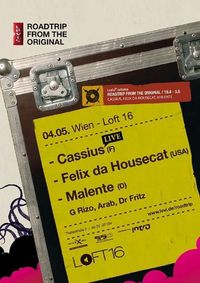 ROADTRIP
FROM THE
ORIGINAL
ROADTRIP FROM THE ORIGINAL
04.05. Wien - Loft 16
LIVE
- Cassius (F)
- Felix da Housecat (USA)
- Malente (D)
G Rizo, Arab, Dr Fritz
intro
LOFT16